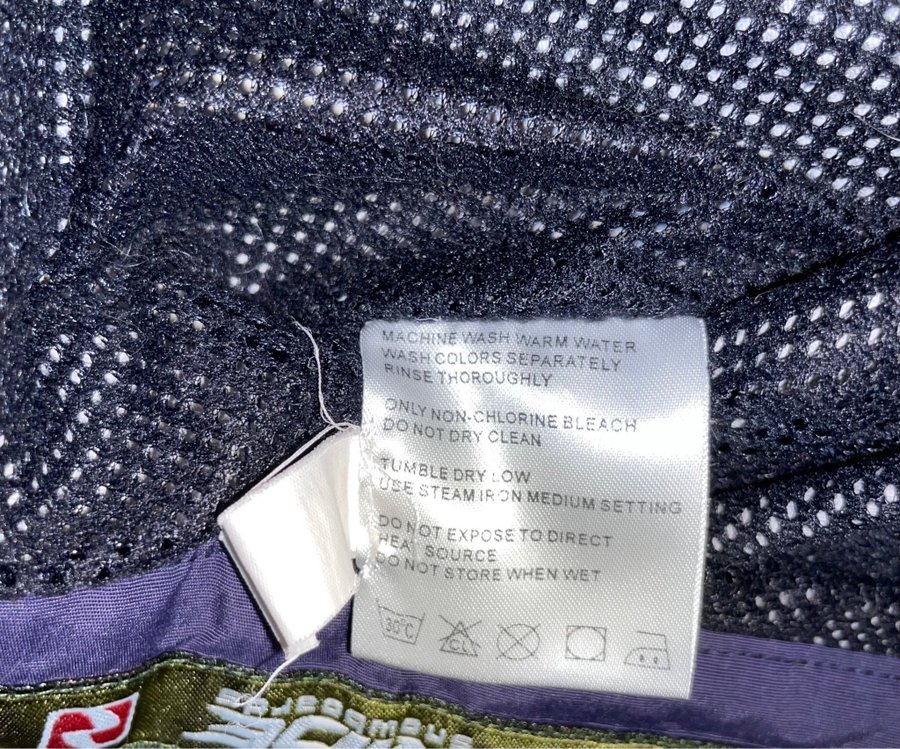 MACHINE WASH WARM WATER
WASH COLORS SEPARATELY
RINSE THOROUGHLY
ONLY NON-CHLORINE BLEACH
DO NOT DRY CLEAN
TUMBLE DRY LOW
USE STEAM IRON MEDIUM SETTING
DO NOT EXPOSE TO DIRECT
HEAT SOURCE
DO NOT STORE WHEN WET
30°C
CL